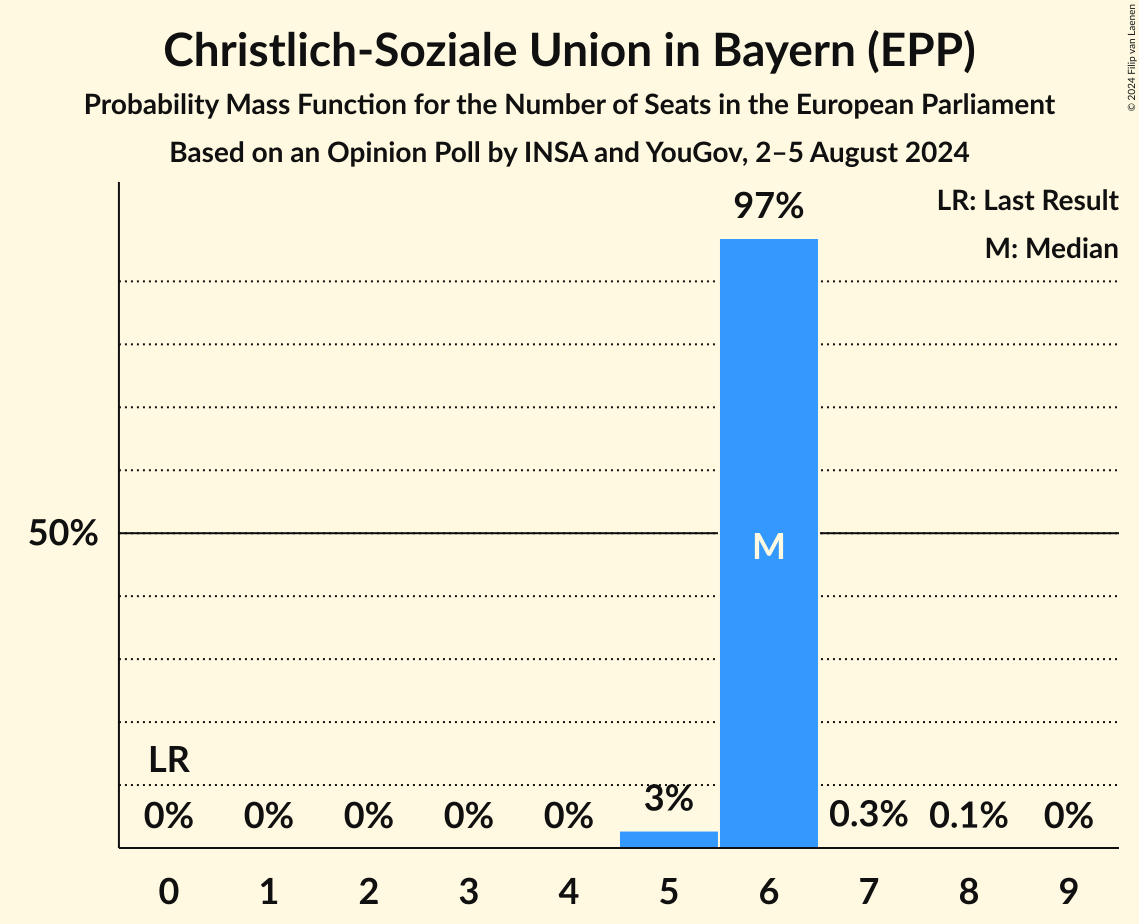 Christlich-Soziale Union in Bayern (EPP)
Probability Mass Function for the Number of Seats in the European Parliament
Based on an Opinion Poll by INSA and YouGov, 2–5 August 2024
© 2024 Filip van Laenen
LR: Last Result
M: Median
97%
50%
M
LR
0% 0% 0% 0% 0% 3% 0.3% 0.1% 0%
0 1 2 3 4 5 6 7 8 9